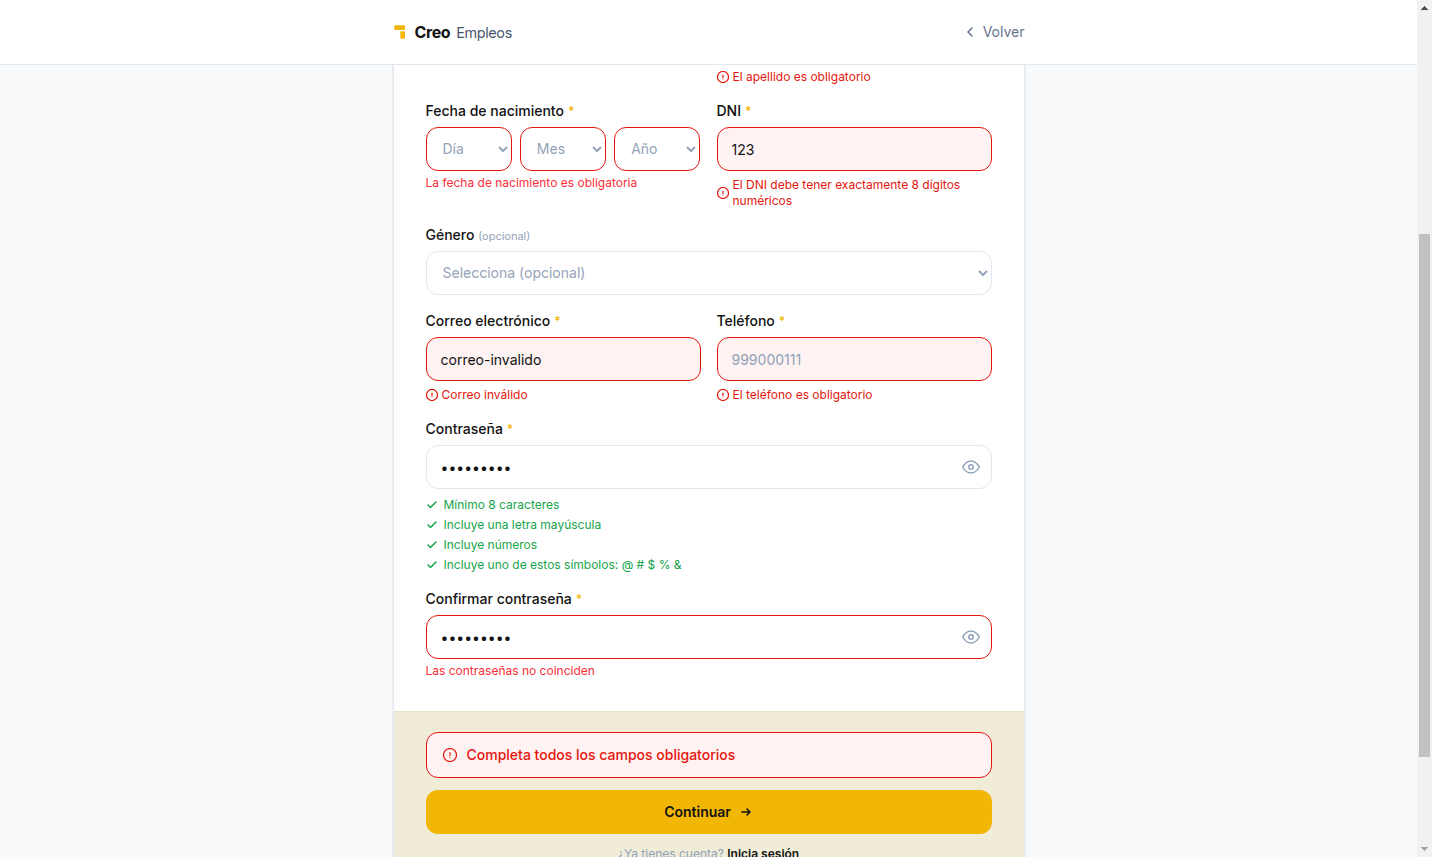 Creo Empleos
Volver
El apellido es obligatorio
Fecha de nacimiento *
DNI *
Día
Mes
Año
123
La fecha de nacimiento es obligatoria
El DNI debe tener exactamente 8 dígitos
numéricos
Género (opcional)
Selecciona (opcional)
Correo electrónico *
Teléfono *
correo-invalido
999000111
Correo inválido
El teléfono es obligatorio
Contraseña *
•••••••••
Mínimo 8 caracteres
Incluye una letra mayúscula
Incluye números
Incluye uno de estos símbolos: @ # $ % &
Confirmar contraseña *
•••••••••
Las contraseñas no coinciden
Completa todos los campos obligatorios
Continuar →
¿Ya tienes cuenta? Inicia sesión